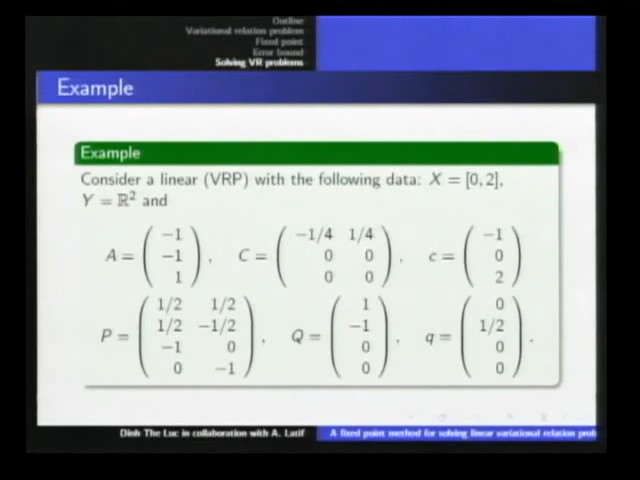 Outline
Variational relation problem
Fixed point
Error bound
Solving VR problems
Example
Example
Consider a linear (VRP) with the following data: X = [0, 2],
Y = ℝ² and
A = ( −1 −1 1 ) , C = ( −1/4 1/4 0 0 0 0 ) , c = ( −1 0 2 )
P = ( 1/2 1/2 1/2 −1/2 −1 0 0 −1 ) , Q = ( 1 −1 0 0 ) , q = ( 0 1/2 0 0 ) .
Dinh The Luc in collaboration with A. Latif
A fixed point method for solving linear variational relation prob